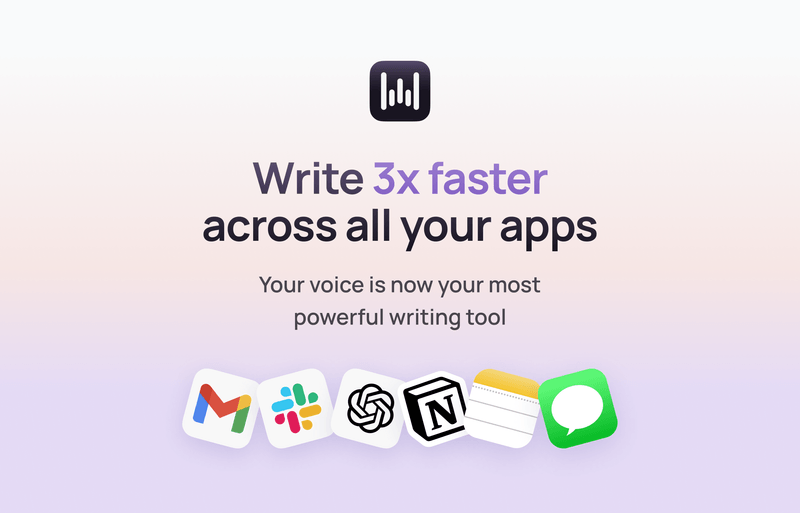 Write 3x faster
across all your apps
Your voice is now your most
powerful writing tool
N